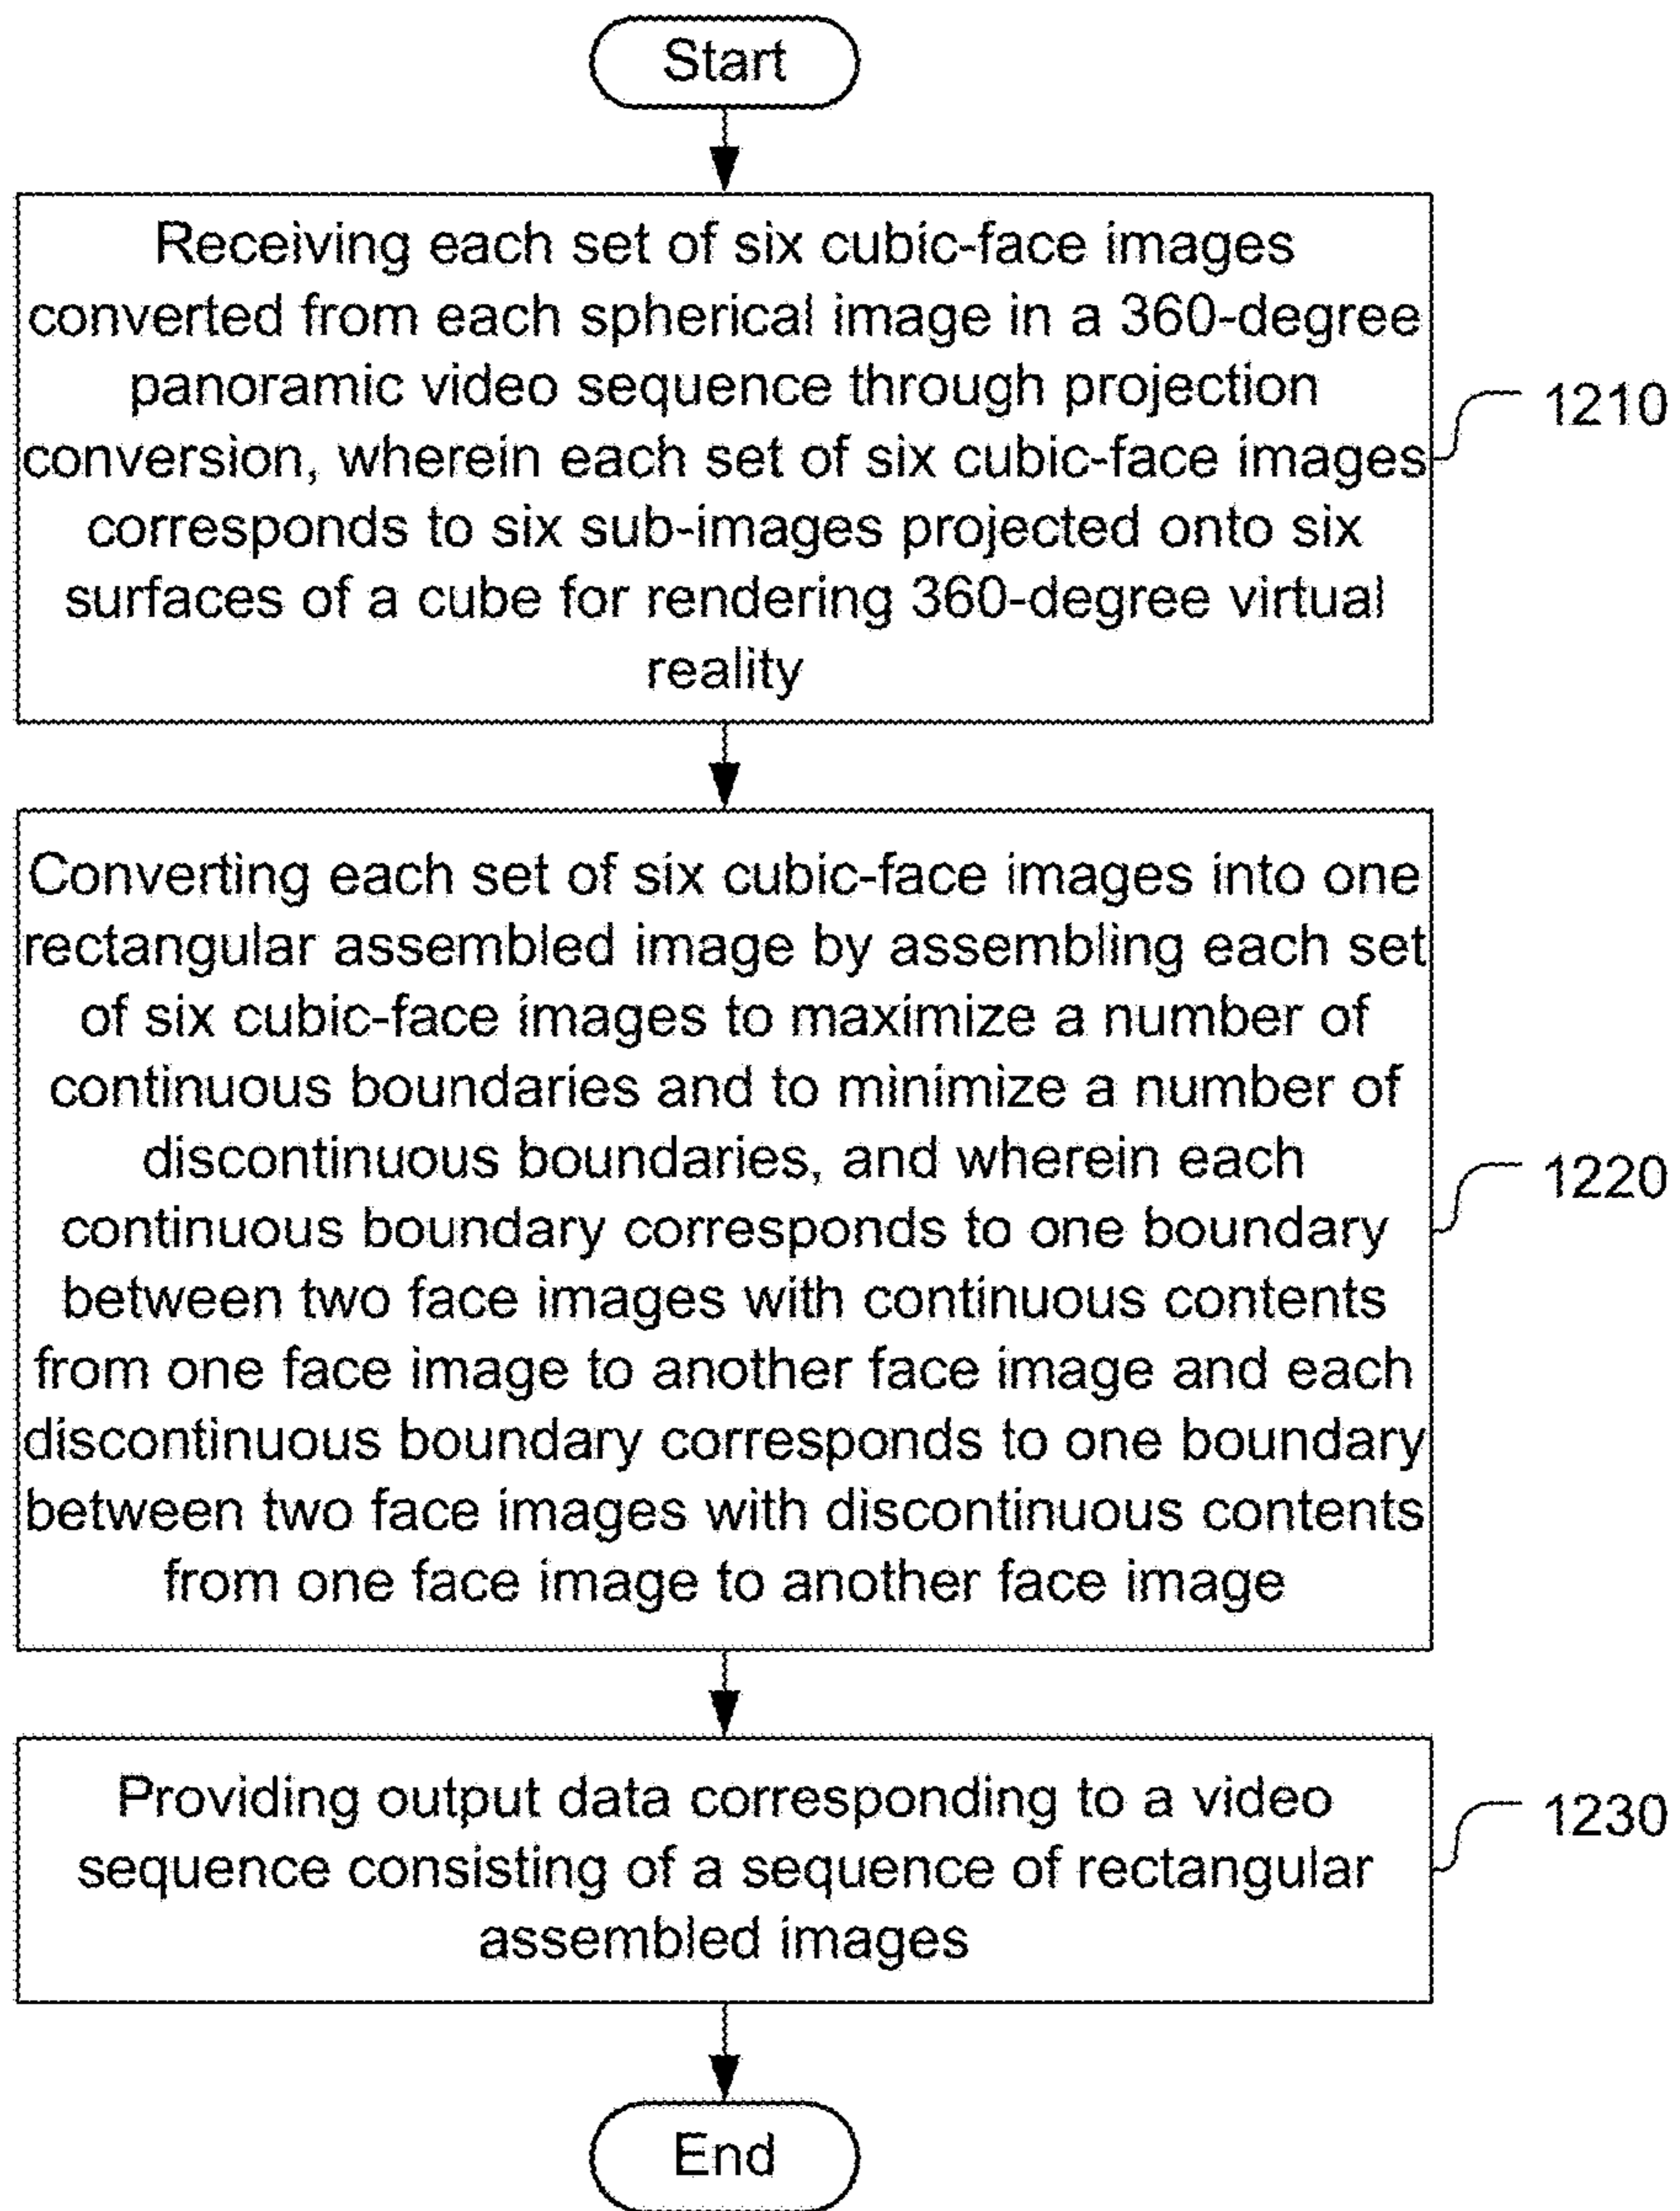 Start
Receiving each set of six cubic-face images
converted from each spherical image in a 360-degree
panoramic video sequence through projection
conversion, wherein each set of six cubic-face images
corresponds to six sub-images projected onto six
surfaces of a cube for rendering 360-degree virtual
reality
1210
Converting each set of six cubic-face images into one
rectangular assembled image by assembling each set
of six cubic-face images to maximize a number of
continuous boundaries and to minimize a number of
discontinuous boundaries, and wherein each
continuous boundary corresponds to one boundary
between two face images with continuous contents
from one face image to another face image and each
discontinuous boundary corresponds to one boundary
between two face images with discontinuous contents
from one face image to another face image
1220
Providing output data corresponding to a video
sequence consisting of a sequence of rectangular
assembled images
1230
End